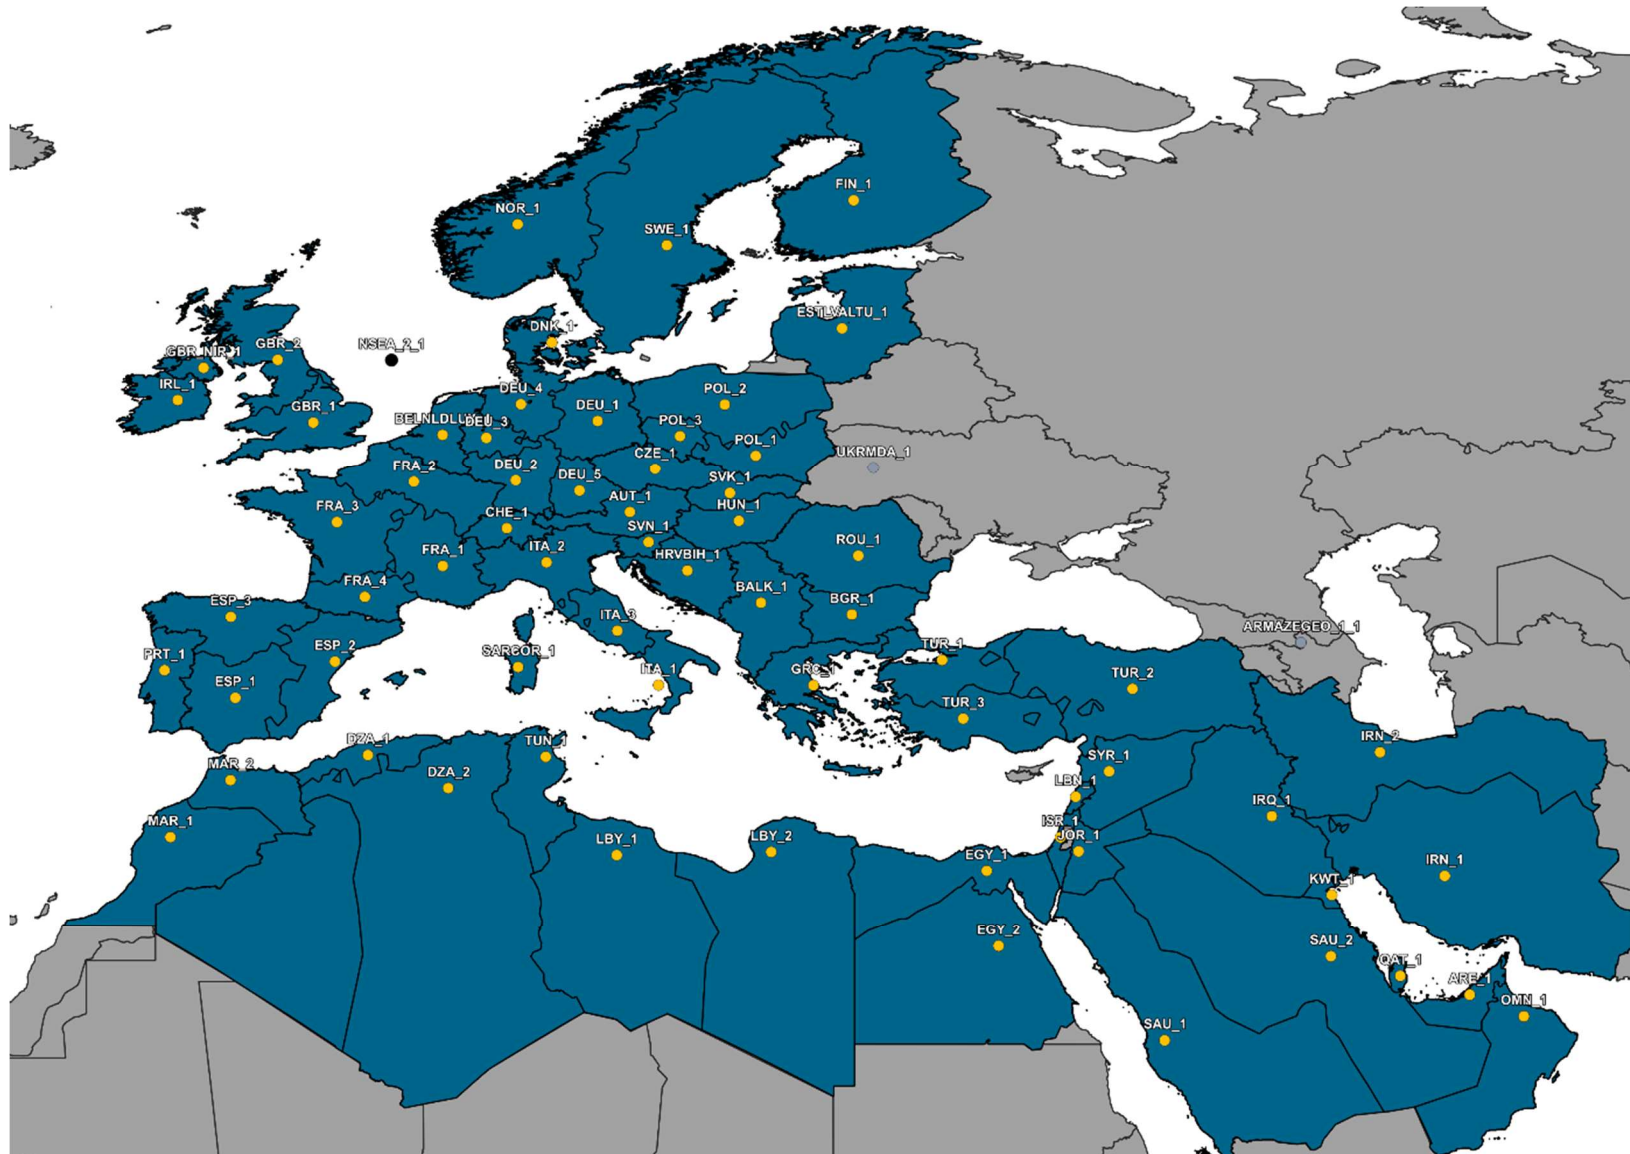 FIN_1
NOR_1
SWE_1
ESTLVALTU_1
DNK_1
GBR_NIR_1
GBR_2
NSEA_2_1
IRL_1
DEU_4
POL_2
GBR_1
DEU_1
DEU_3
POL_3
POL_1
UKRMDA_1
FRA_2
DEU_2
CZE_1
DEU_5
SVK_1
AUT_1
FRA_3
HUN_1
CHE_1
SVN_1
ROU_1
FRA_1
ITA_2
HRVBIH_1
FRA_4
BALK_1
BGR_1
ESP_3
ITA_3
ARMAZEGEO_1_1
ESP_2
TUR_1
PRT_1
SARCOR_1
ITA_1
GRC_1
TUR_2
ESP_1
TUR_3
DZA_1
TUN_1
IRN_2
MAR_2
DZA_2
SYR_1
LBN_1
IRQ_1
MAR_1
LBY_1
LBY_2
ISR_1
JOR_1
EGY_1
IRN_1
KWT_1
EGY_2
SAU_2
QAT_1
ARE_1
OMN_1
SAU_1